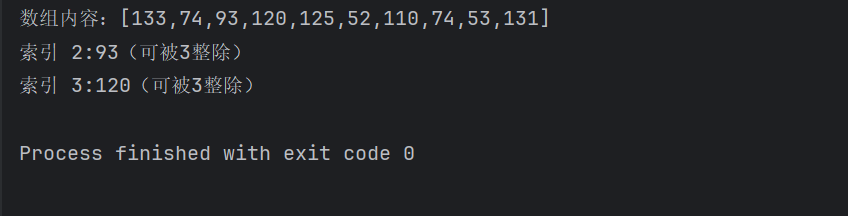 数组内容：[133,74,93,120,125,52,110,74,53,131]
索引 2:93（可被3整除）
索引 3:120（可被3整除）
Process finished with exit code 0